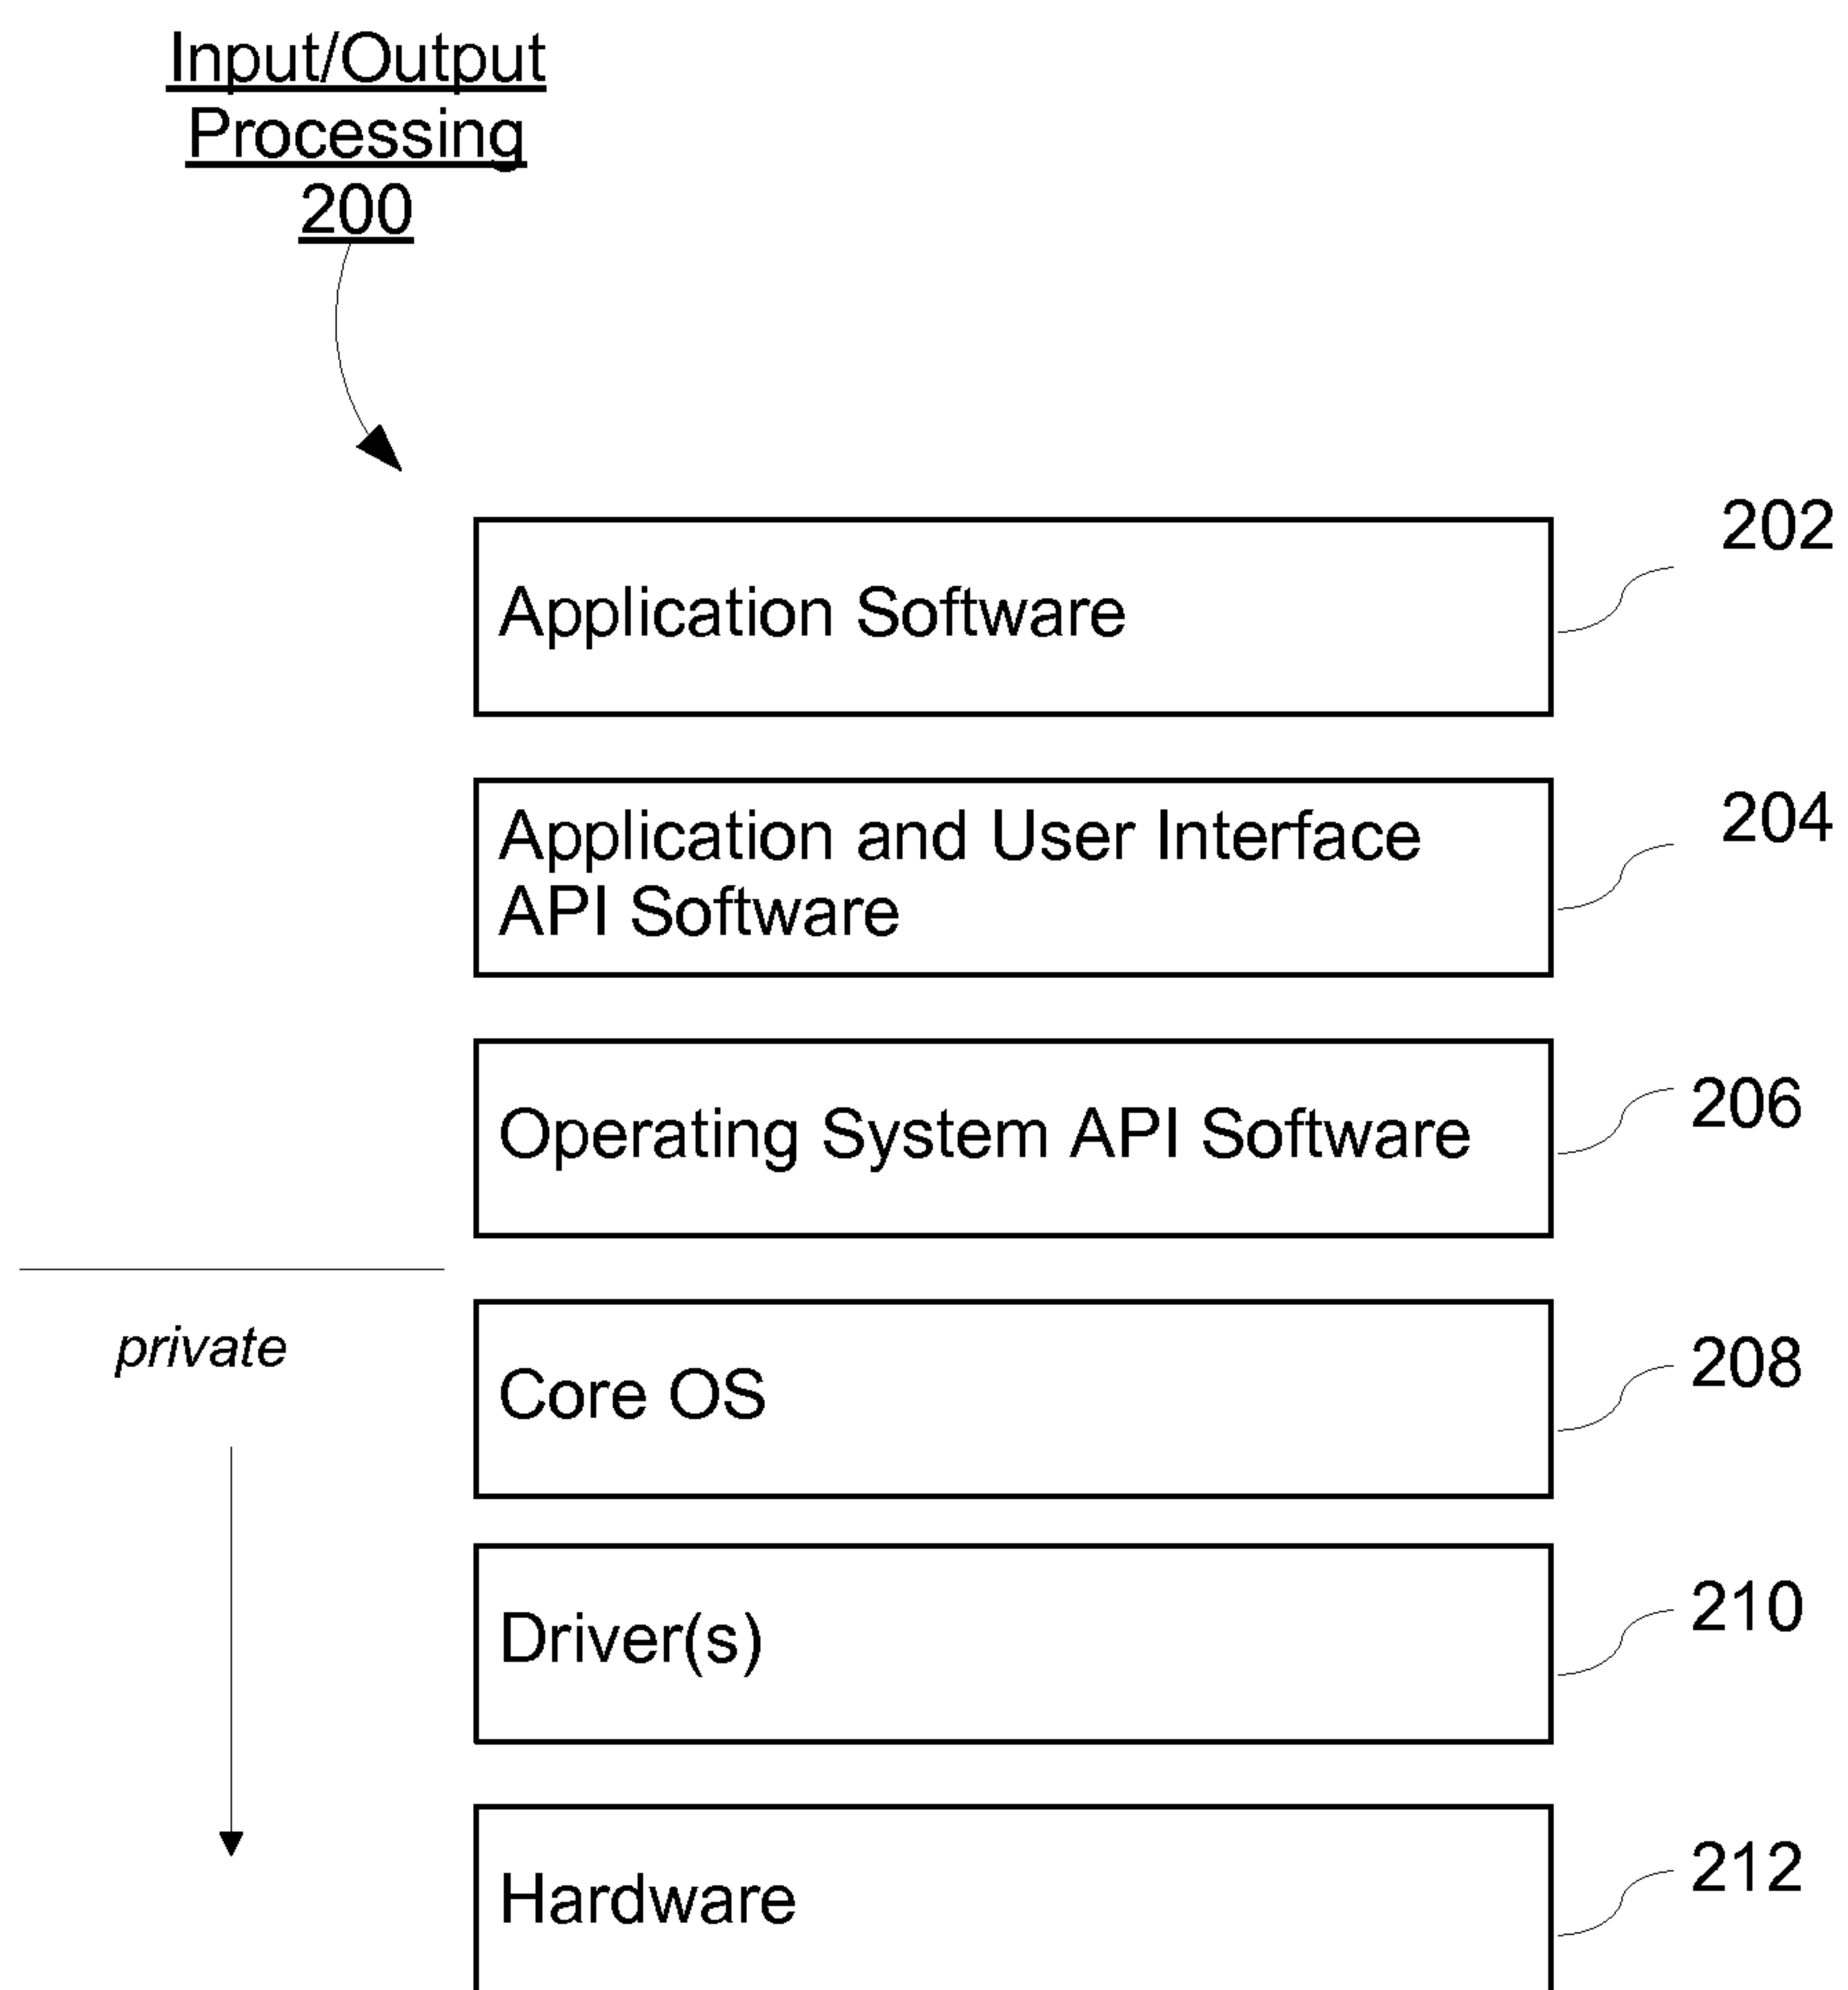 Input/Output
Processing
200
202
Application Software
204
Application and User Interface
API Software
206
Operating System API Software
private
208
Core OS
210
Driver(s)
212
Hardware